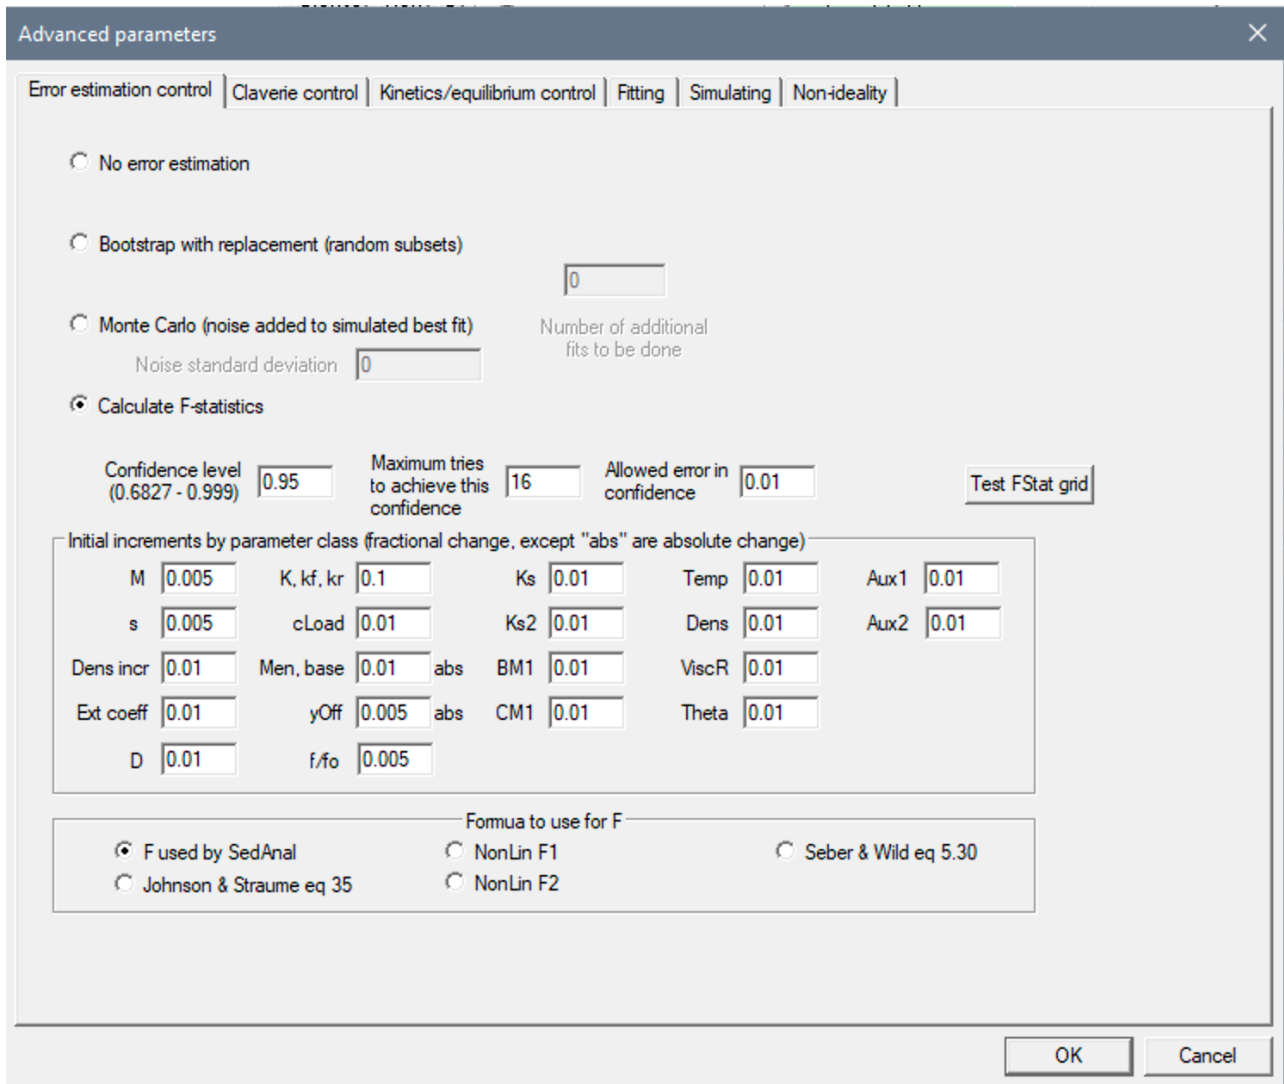 Advanced parameters
Error estimation control Claverie control Kinetics/equilibrium control Fitting Simulating Non-ideality
No error estimation
Bootstrap with replacement (random subsets)
0
Monte Carlo (noise added to simulated best fit)
Number of additional
fits to be done
Noise standard deviation 0
Calculate F-statistics
Confidence level
(0.6827 - 0.999) 0.95
Maximum tries
to achieve this
confidence 16
Allowed error in
confidence 0.01
Test FStat grid
Initial increments by parameter class (fractional change, except "abs" are absolute change)
M 0.005 K, kf, kr 0.1 Ks 0.01 Temp 0.01 Aux1 0.01
s 0.005 cLoad 0.01 Ks2 0.01 Dens 0.01 Aux2 0.01
Dens incr 0.01 Men, base 0.01 abs BM1 0.01 ViscR 0.01
Ext coeff 0.01 yOff 0.005 abs CM1 0.01 Theta 0.01
D 0.01 f/fo 0.005
Formua to use for F
F used by SedAnal NonLin F1 Seber & Wild eq 5.30
Johnson & Straume eq 35 NonLin F2
OK Cancel